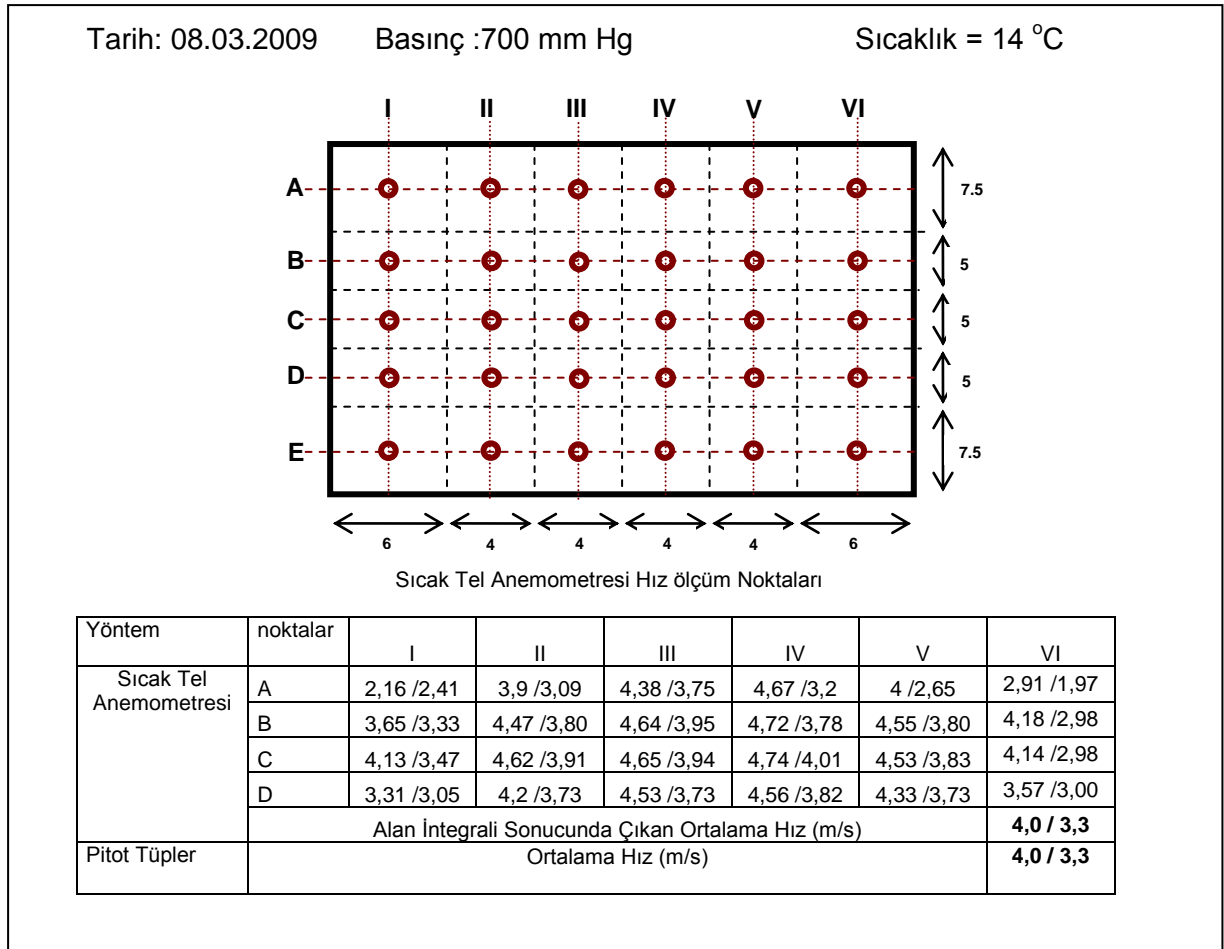 Tarih: 08.03.2009 Basınç :700 mm Hg Sıcaklık = 14 °C
I II III IV V VI
A
7.5
B
5
C
5
D
5
E
7.5
6 4 4 4 4 6
Sıcak Tel Anemometresi Hız ölçüm Noktaları
Yöntem noktalar I II III IV V VI
Sıcak Tel Anemometresi A 2,16 /2,41 3,9 /3,09 4,38 /3,75 4,67 /3,2 4 /2,65 2,91 /1,97
B 3,65 /3,33 4,47 /3,80 4,64 /3,95 4,72 /3,78 4,55 /3,80 4,18 /2,98
C 4,13 /3,47 4,62 /3,91 4,65 /3,94 4,74 /4,01 4,53 /3,83 4,14 /2,98
D 3,31 /3,05 4,2 /3,73 4,53 /3,73 4,56 /3,82 4,33 /3,73 3,57 /3,00
Alan İntegrali Sonucunda Çıkan Ortalama Hız (m/s) 4,0 / 3,3
Pitot Tüpler Ortalama Hız (m/s) 4,0 / 3,3